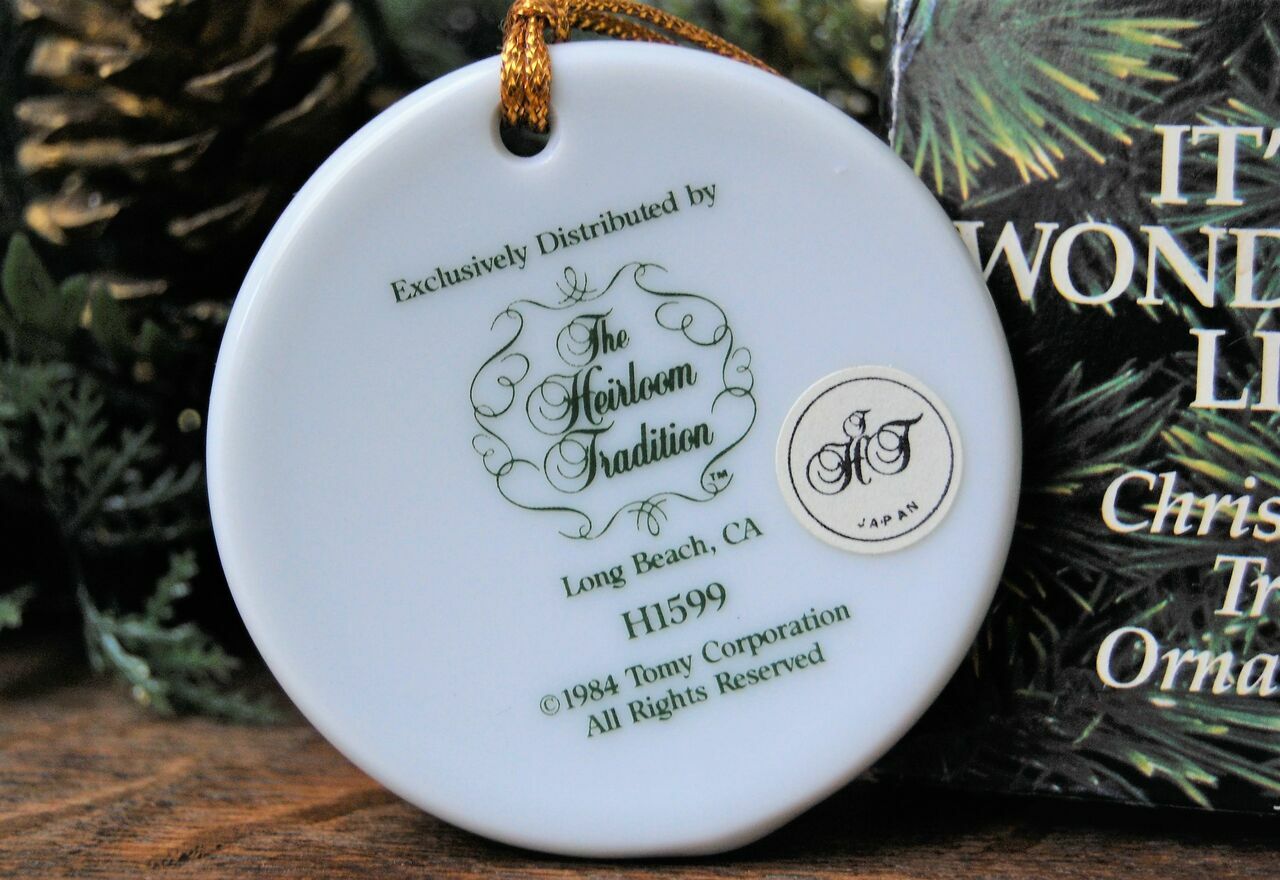 Exclusively Distributed by
The
Heirloom
Tradition
TM
Long Beach, CA
H1599
©1984 Tomy Corporation
All Rights Reserved
THT
JAPAN
IT'
WOND
LI
Chris
Tr
Orna